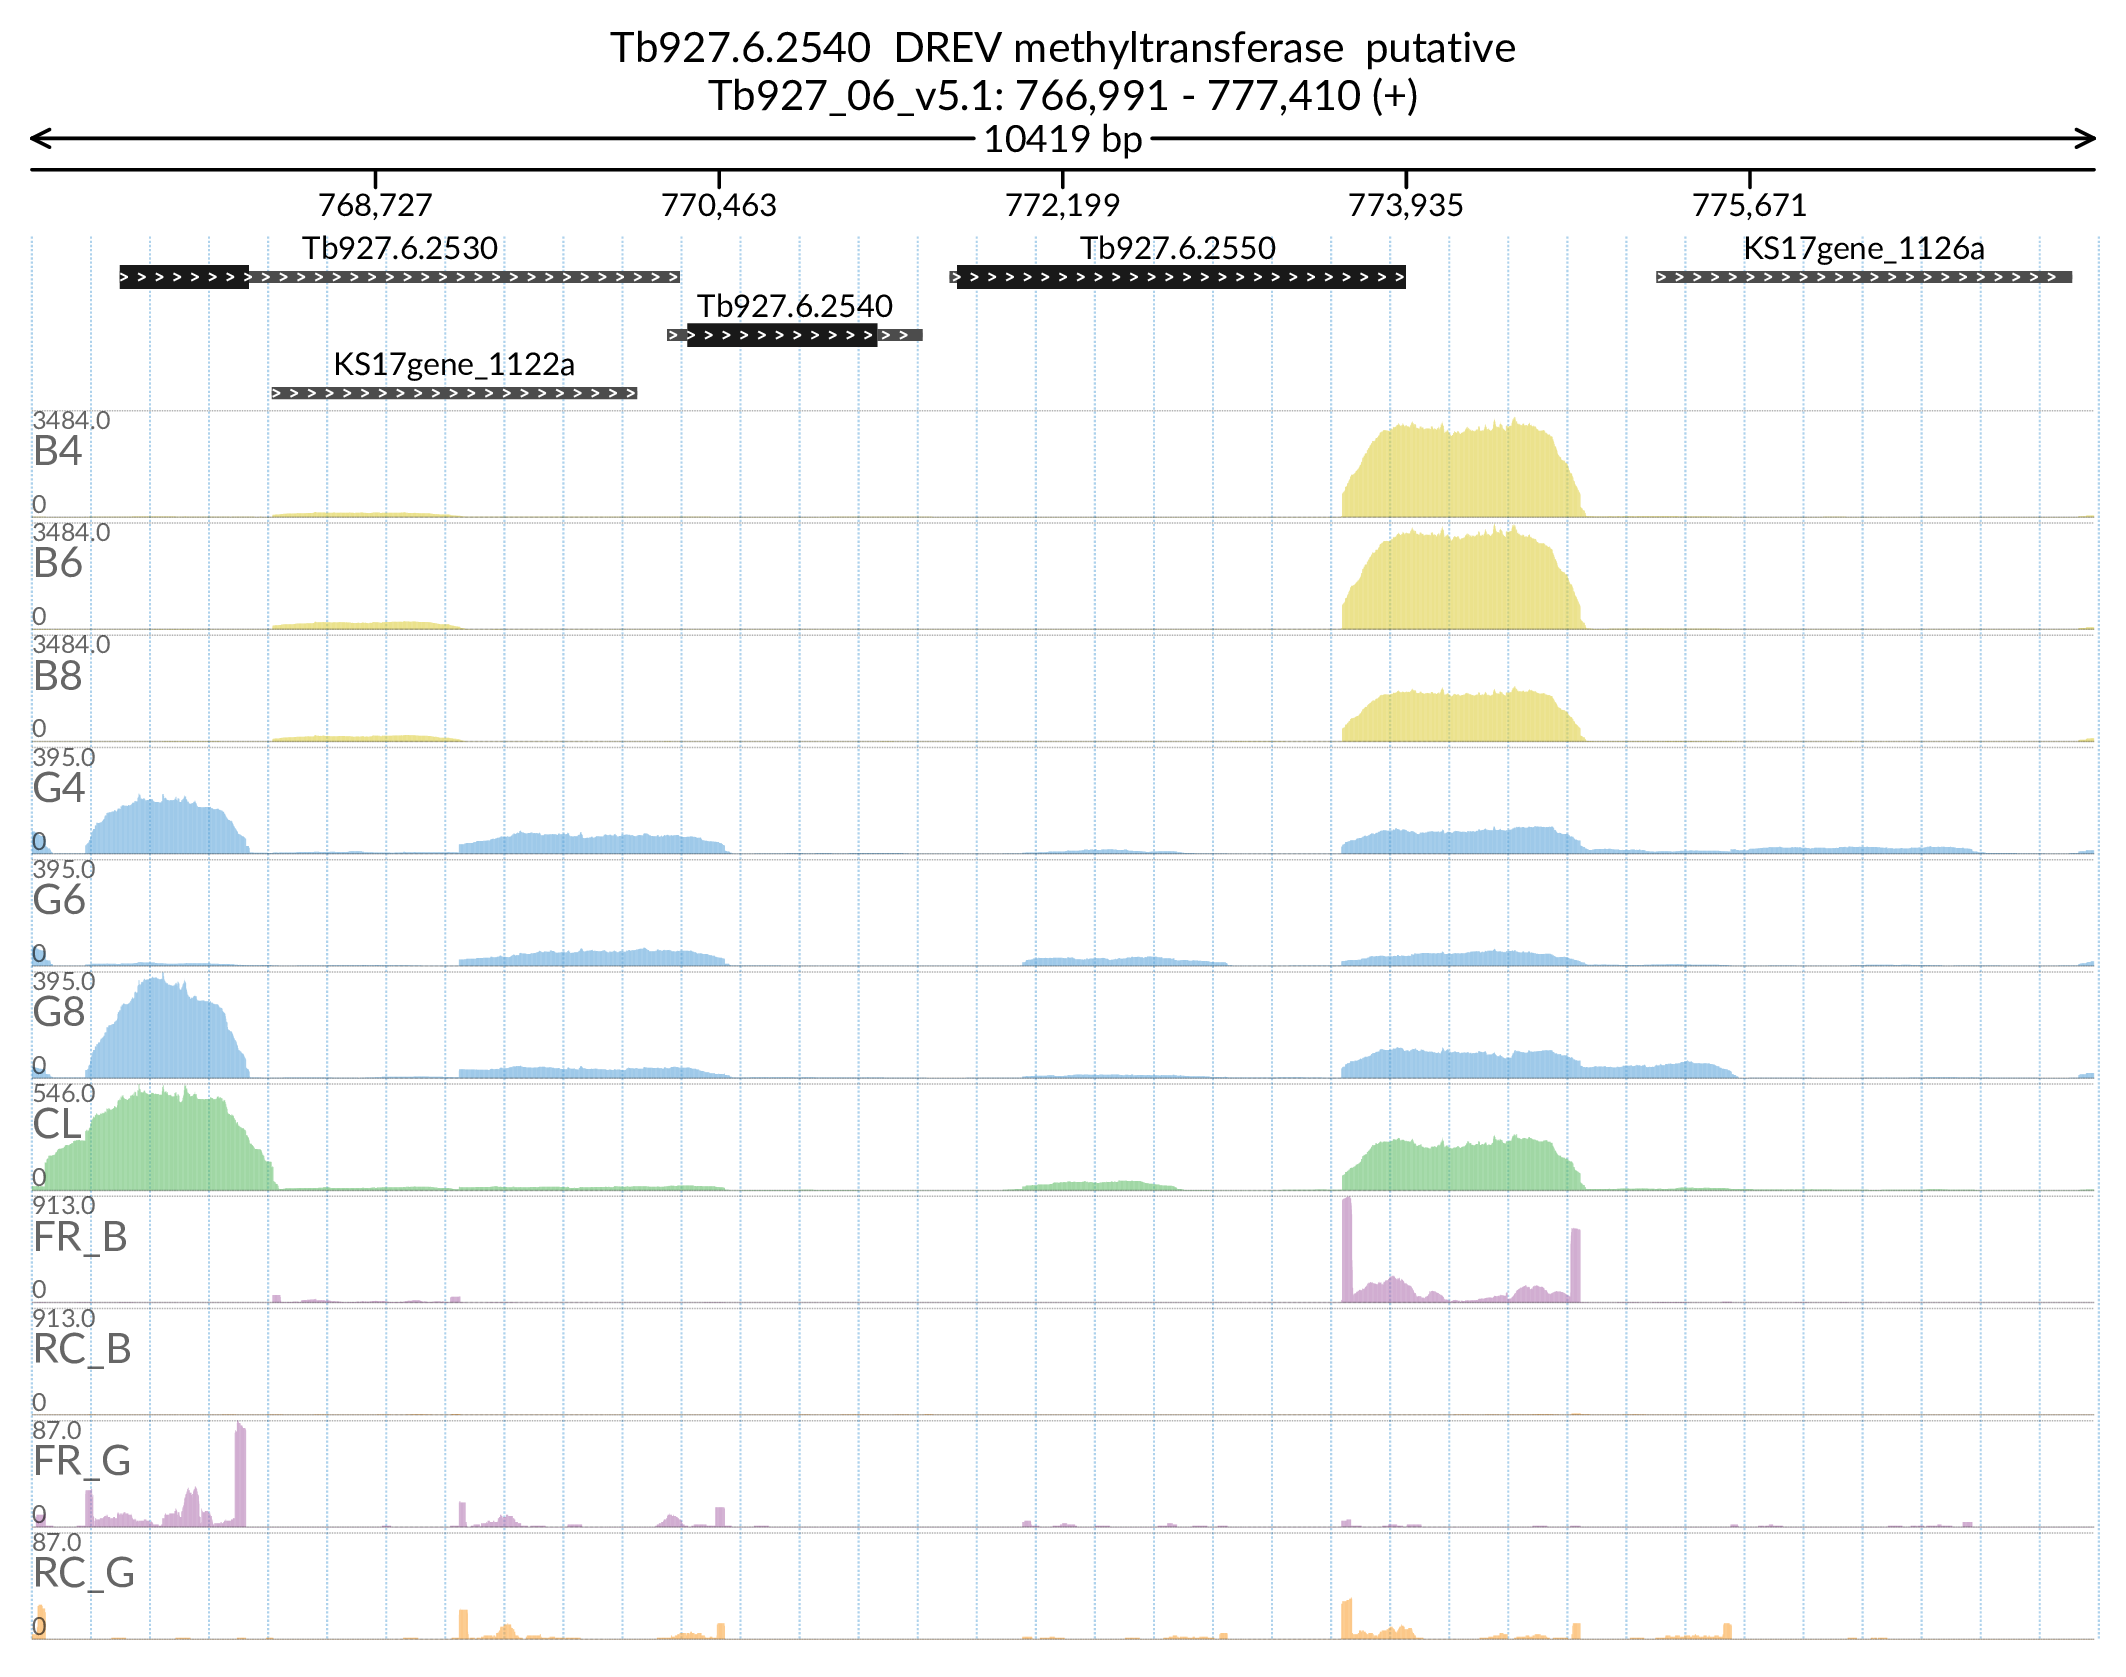 Tb927.6.2540 DREV methyltransferase putative
Tb927_06_v5.1: 766,991 - 777,410 (+)
10419 bp
768,727 770,463 772,199 773,935 775,671
Tb927.6.2530 Tb927.6.2550 KS17gene_1126a
Tb927.6.2540
KS17gene_1122a
3484.0
B4
0
3484.0
B6
0
3484.0
B8
0
395.0
G4
0
395.0
G6
0
395.0
G8
0
546.0
CL
0
913.0
FR_B
0
913.0
RC_B
0
87.0
FR_G
0
87.0
RC_G
0